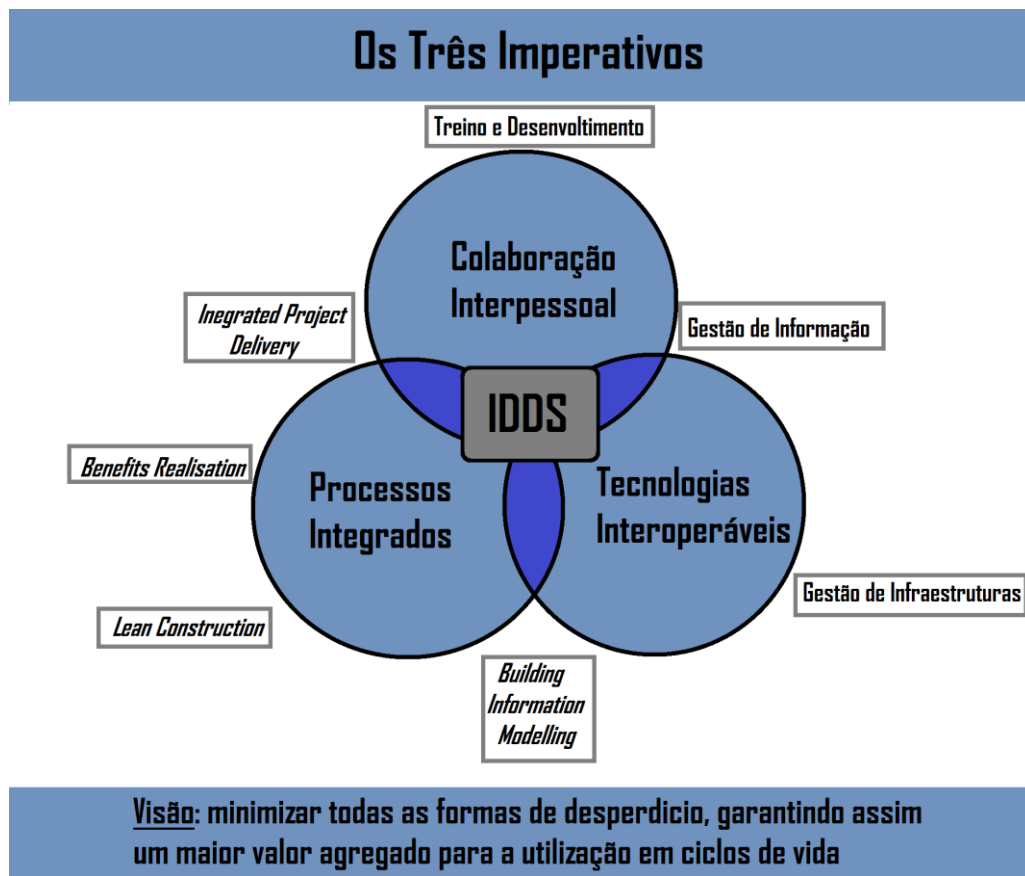 Os Três Imperativos
Treino e Desenvoltimento
Colaboração
Interpessoal
Inegrated Project
Delivery
Gestão de Informação
IDDS
Benefits Realisation
Processos
Integrados
Tecnologias
Interoperáveis
Gestão de Infraestruturas
Lean Construction
Building
Information
Modelling
Visão: minimizar todas as formas de desperdicio, garantindo assim
um maior valor agregado para a utilização em ciclos de vida